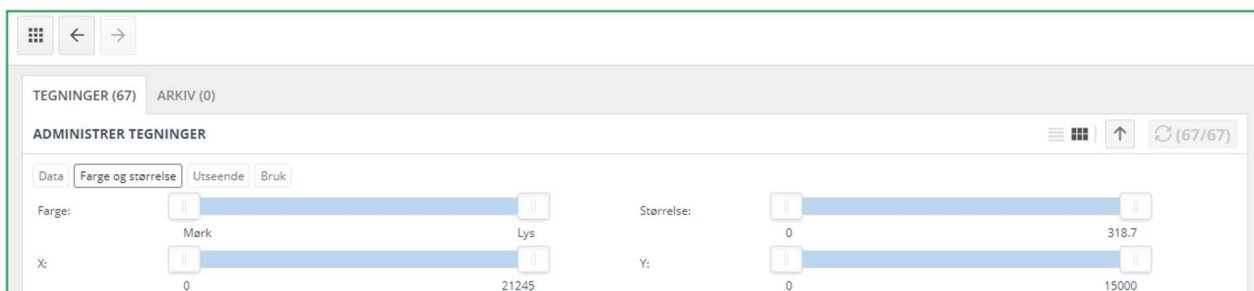 TEGNINGER (67) ARKIV (0)
ADMINISTRER TEGNINGER (67/67)
Data Farge og størrelse Utseende Bruk
Farge: Størrelse:
Mørk Lys 0 318.7
X: Y:
0 21245 0 15000